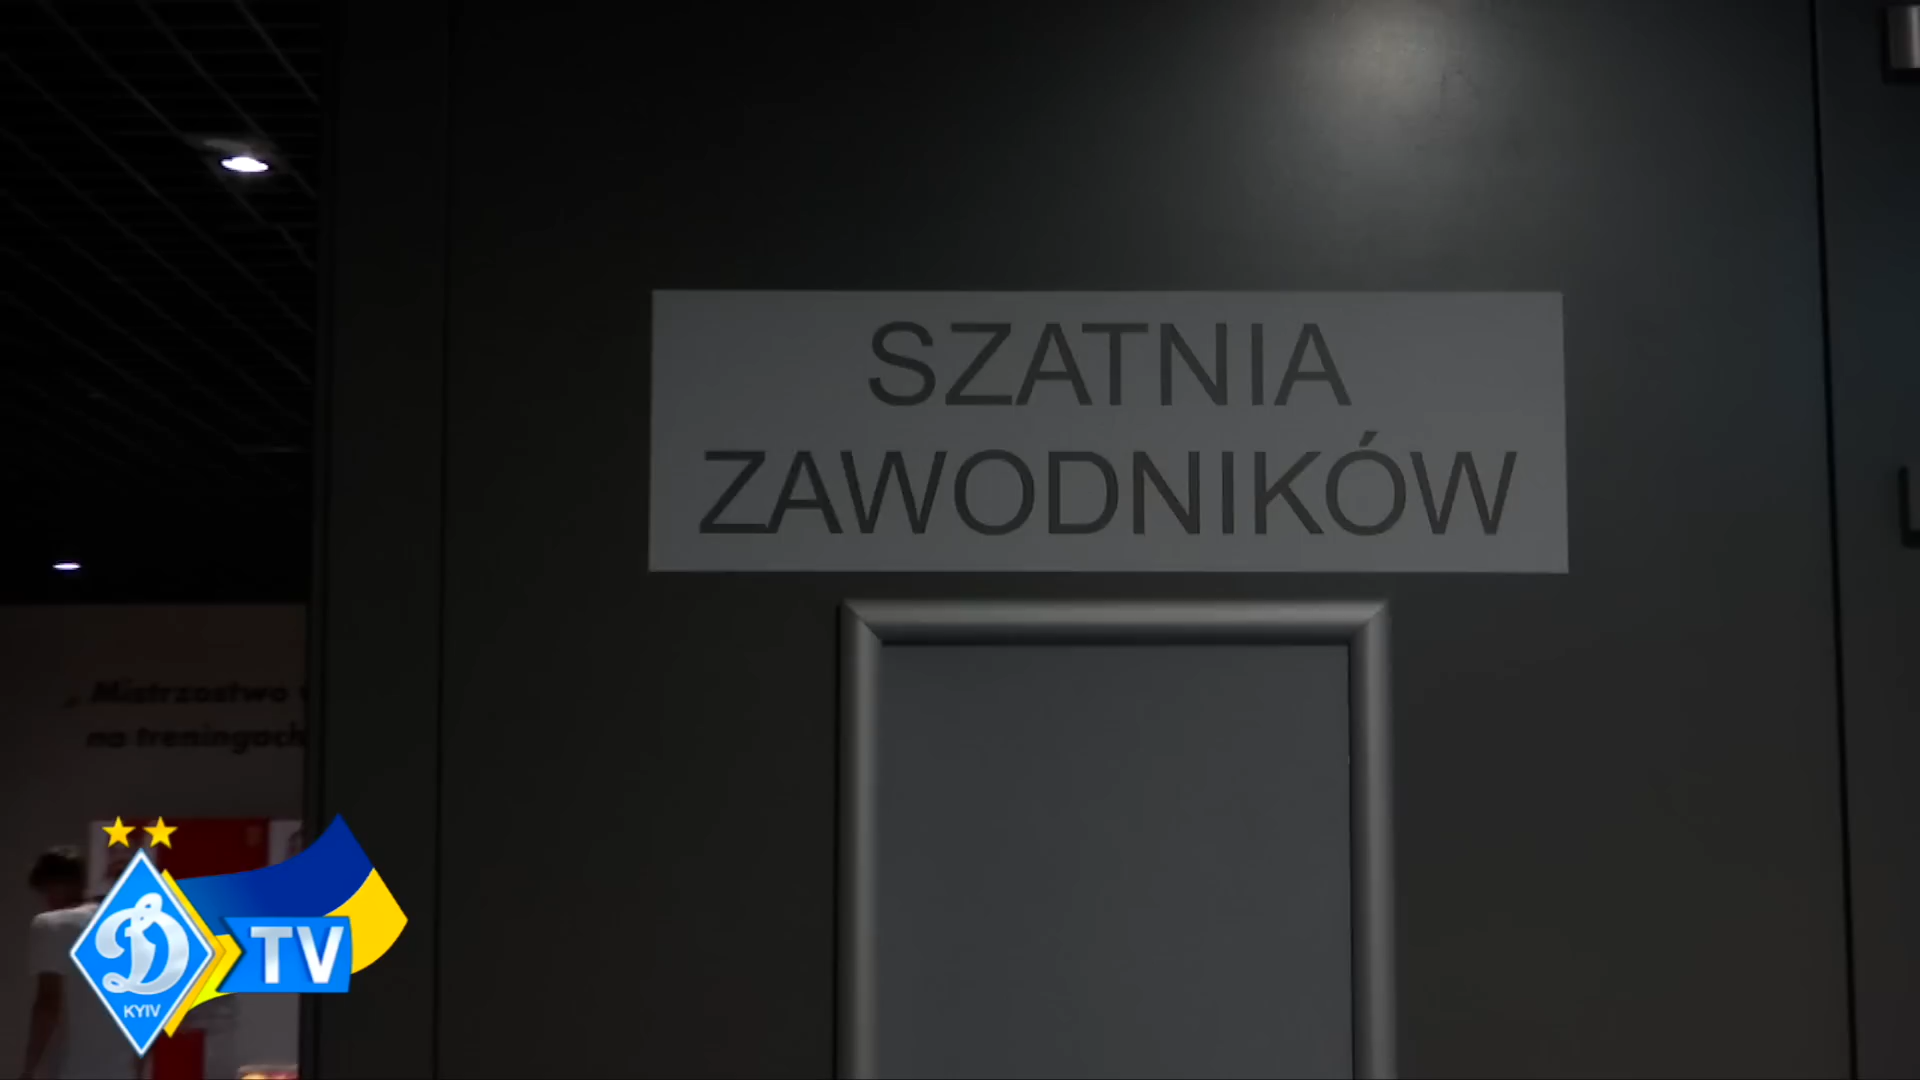 SZATNIA
ZAWODNIKÓW
„Mistrzostwo
na treningach
TV
KYIV